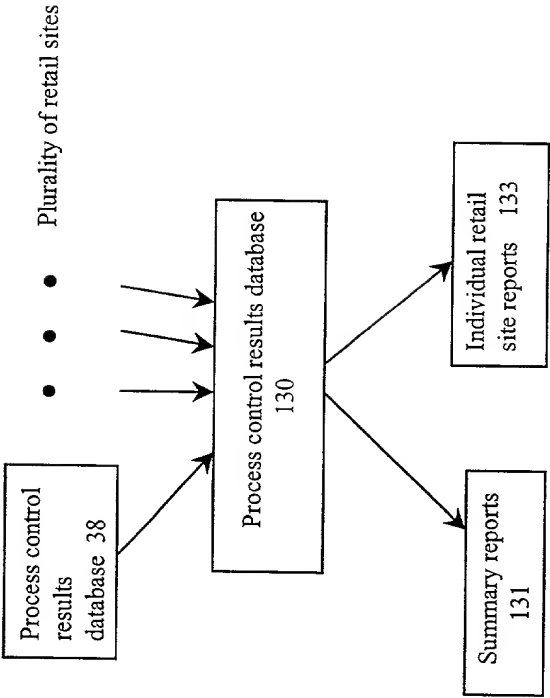 Process control
results
database 38
Plurality of retail sites
Process control results database
130
Summary reports
131
Individual retail
site reports 133